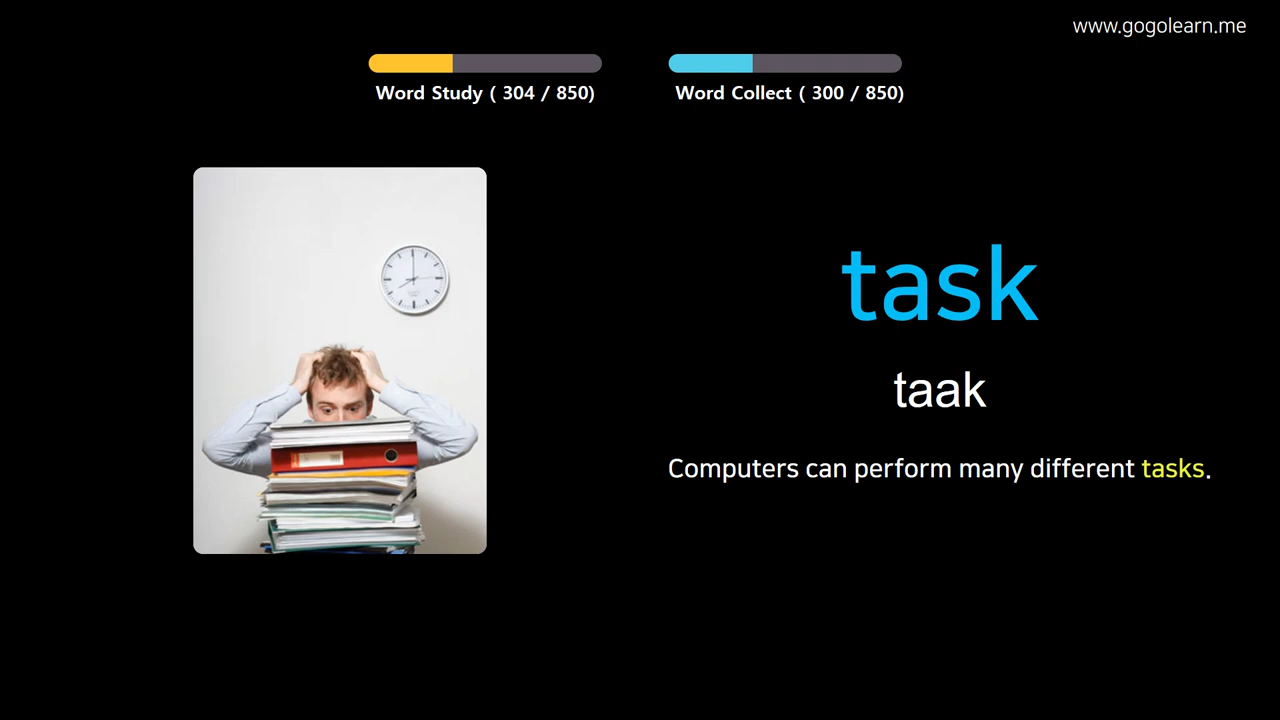 www.gogolearn.me
Word Study ( 304 / 850)
Word Collect ( 300 / 850)
task
taak
Computers can perform many different tasks.